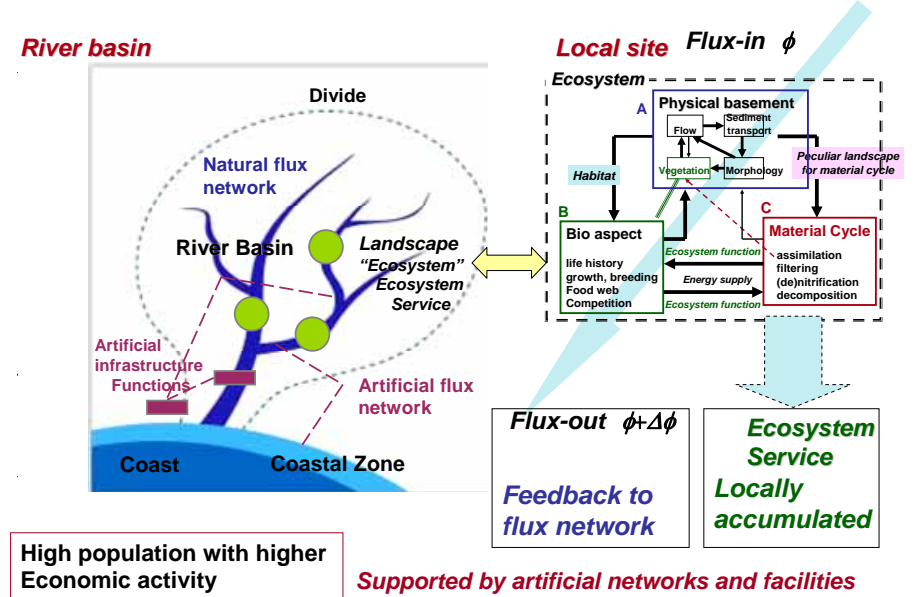 River basin
Divide
Natural flux
network
River Basin
Landscape
“Ecosystem”
Ecosystem
Service
Artificial
infrastructure
Functions
Artificial flux
network
Coast
Coastal Zone
High population with higher
Economic activity
Local site
Flux-in ϕ
Ecosystem
A
Physical basement
Flow
Sediment
transport
Vegetation
Morphology
Habitat
Peculiar landscape
for material cycle
B
Bio aspect
life history
growth, breeding
Food web
Competition
Ecosystem function
Energy supply
Ecosystem function
C
Material Cycle
assimilation
filtering
(de)nitrification
decomposition
Flux-out ϕ+Δϕ
Feedback to
flux network
Ecosystem
Service
Locally
accumulated
Supported by artificial networks and facilities